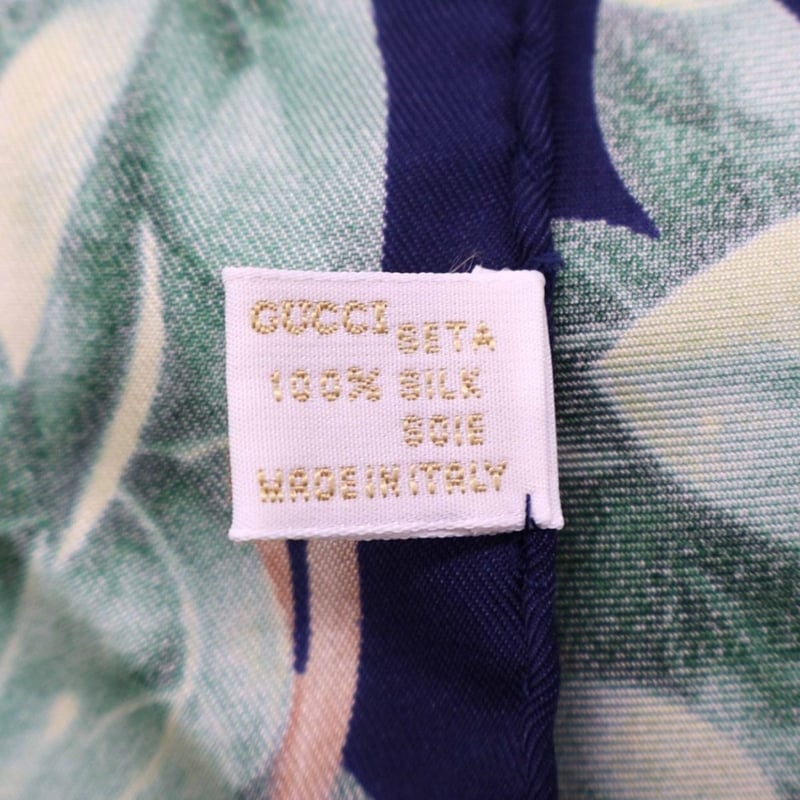 GUCCI
SETA
100% SILK
SOIE
MADE IN ITALY